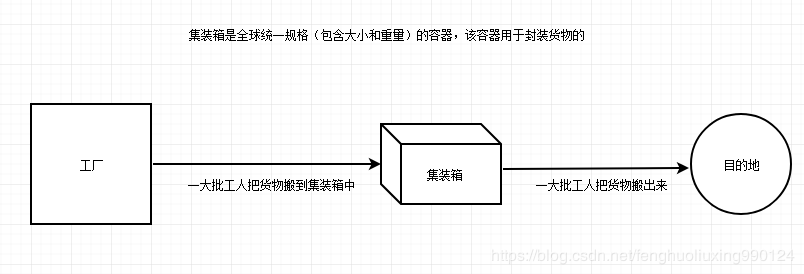 集装箱是全球统一规格（包含大小和重量）的容器，该容器用于封装货物的
工厂
一大批工人把货物搬到集装箱中
集装箱
一大批工人把货物搬出来
目的地
https://blog.csdn.net/fenghuoliuxing990124